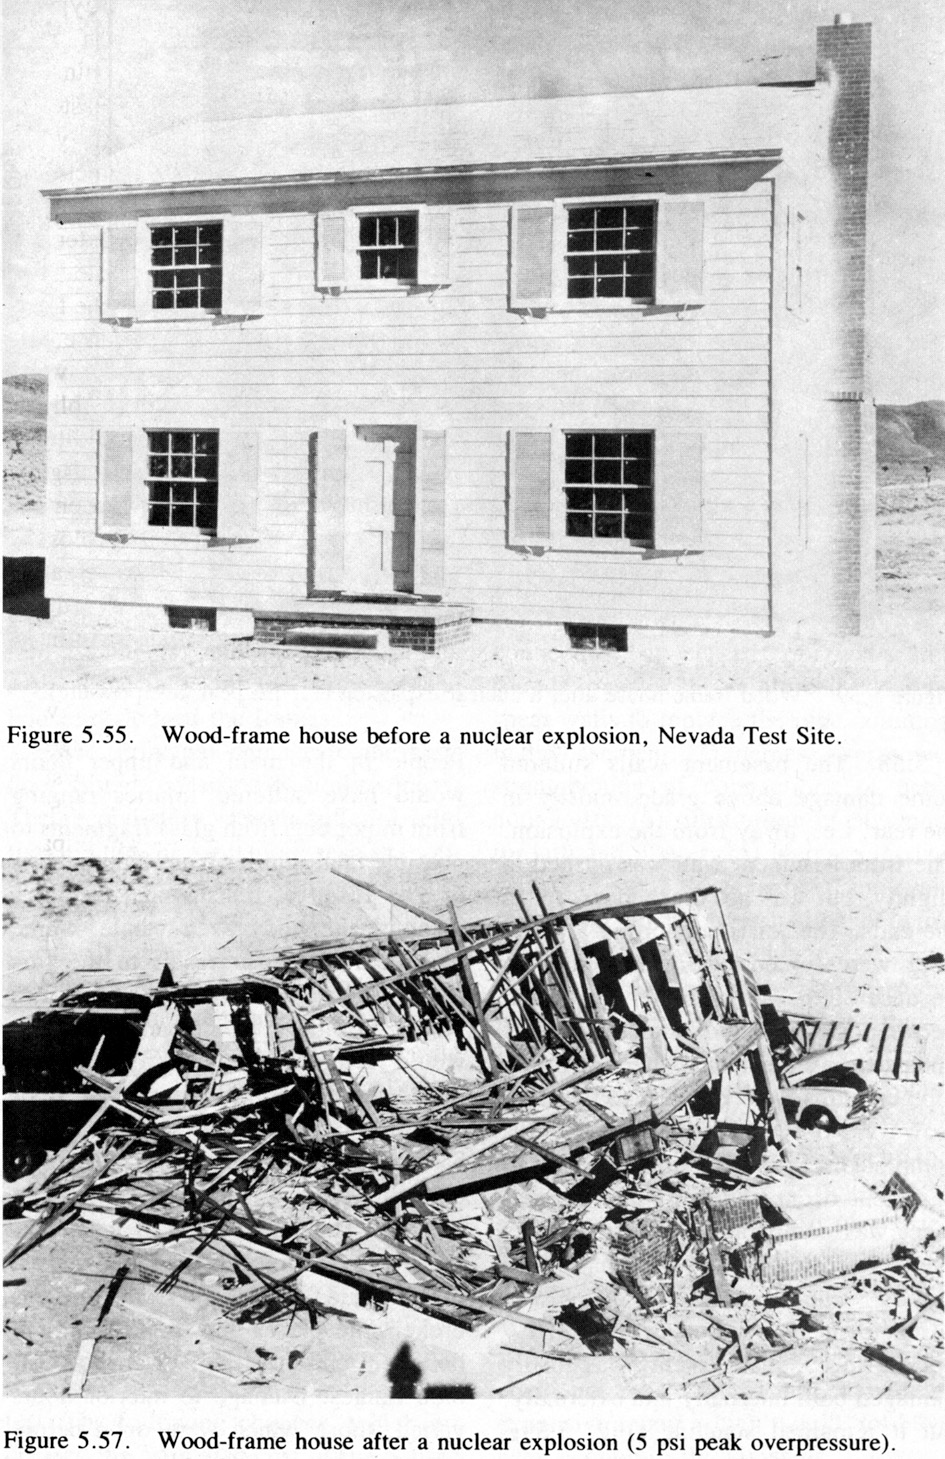 Figure 5.55. Wood-frame house before a nuclear explosion, Nevada Test Site.
Figure 5.57. Wood-frame house after a nuclear explosion (5 psi peak overpressure).